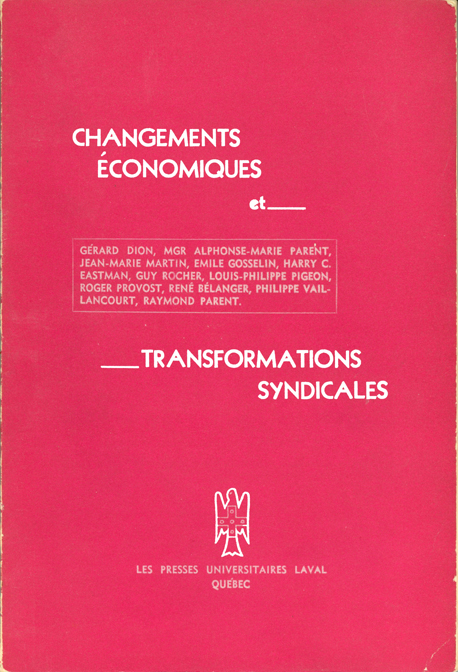 CHANGEMENTS
ÉCONOMIQUES
et
GÉRARD DION, MGR ALPHONSE-MARIE PARENT,
JEAN-MARIE MARTIN, EMILE GOSSELIN, HARRY C.
EASTMAN, GUY ROCHER, LOUIS-PHILIPPE PIGEON,
ROGER PROVOST, RENÉ BÉLANGER, PHILIPPE VAIL-
LANCOURT, RAYMOND PARENT.
TRANSFORMATIONS
SYNDICALES
LES PRESSES UNIVERSITAIRES LAVAL
QUÉBEC